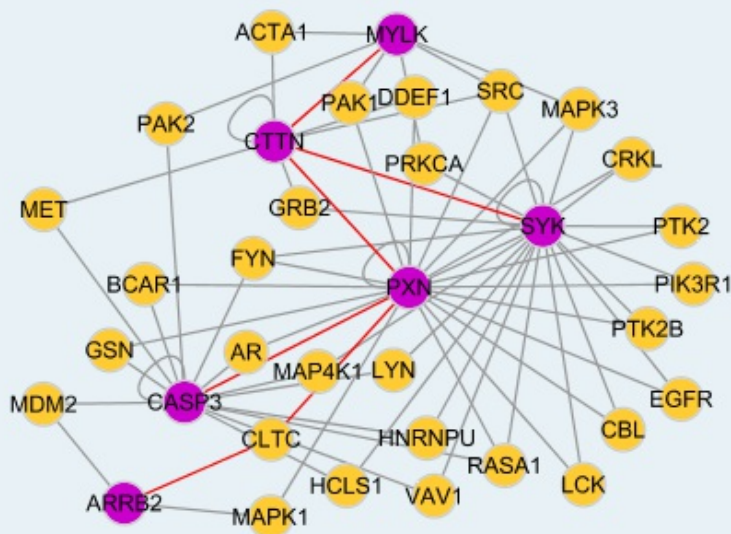 ACTA1
MYLK
PAK1
DDEF1
SRC
MAPK3
PAK2
CTTN
PRKCA
CRKL
MET
GRB2
SYK
PTK2
FYN
BCAR1
PXN
PIK3R1
PTK2B
GSN
AR
MAP4K1
LYN
EGFR
MDM2
CASP3
CLTC
HNRNPU
CBL
RASA1
ARRB2
HCLS1
VAV1
LCK
MAPK1